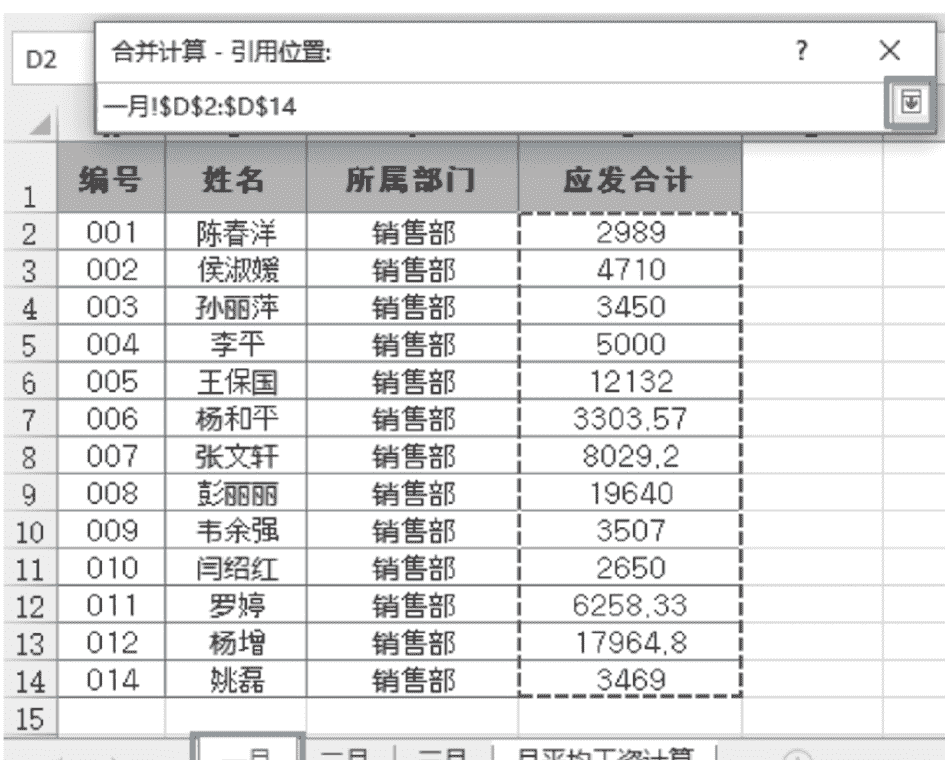 D2
合并计算 - 引用位置: ? ×
一月!$D$2:$D$14
1 编号 姓名 所属部门 应发合计
2 001 陈春洋 销售部 2989
3 002 侯淑媛 销售部 4710
4 003 孙丽萍 销售部 3450
5 004 李平 销售部 5000
6 005 王保国 销售部 12132
7 006 杨和平 销售部 3303.57
8 007 张文轩 销售部 8029.2
9 008 彭丽丽 销售部 19640
10 009 韦余强 销售部 3507
11 010 闫绍红 销售部 2650
12 011 罗婷 销售部 6258.33
13 012 杨增 销售部 17964.8
14 014 姚磊 销售部 3469
15
一月 二月 三月 月平均工资计算